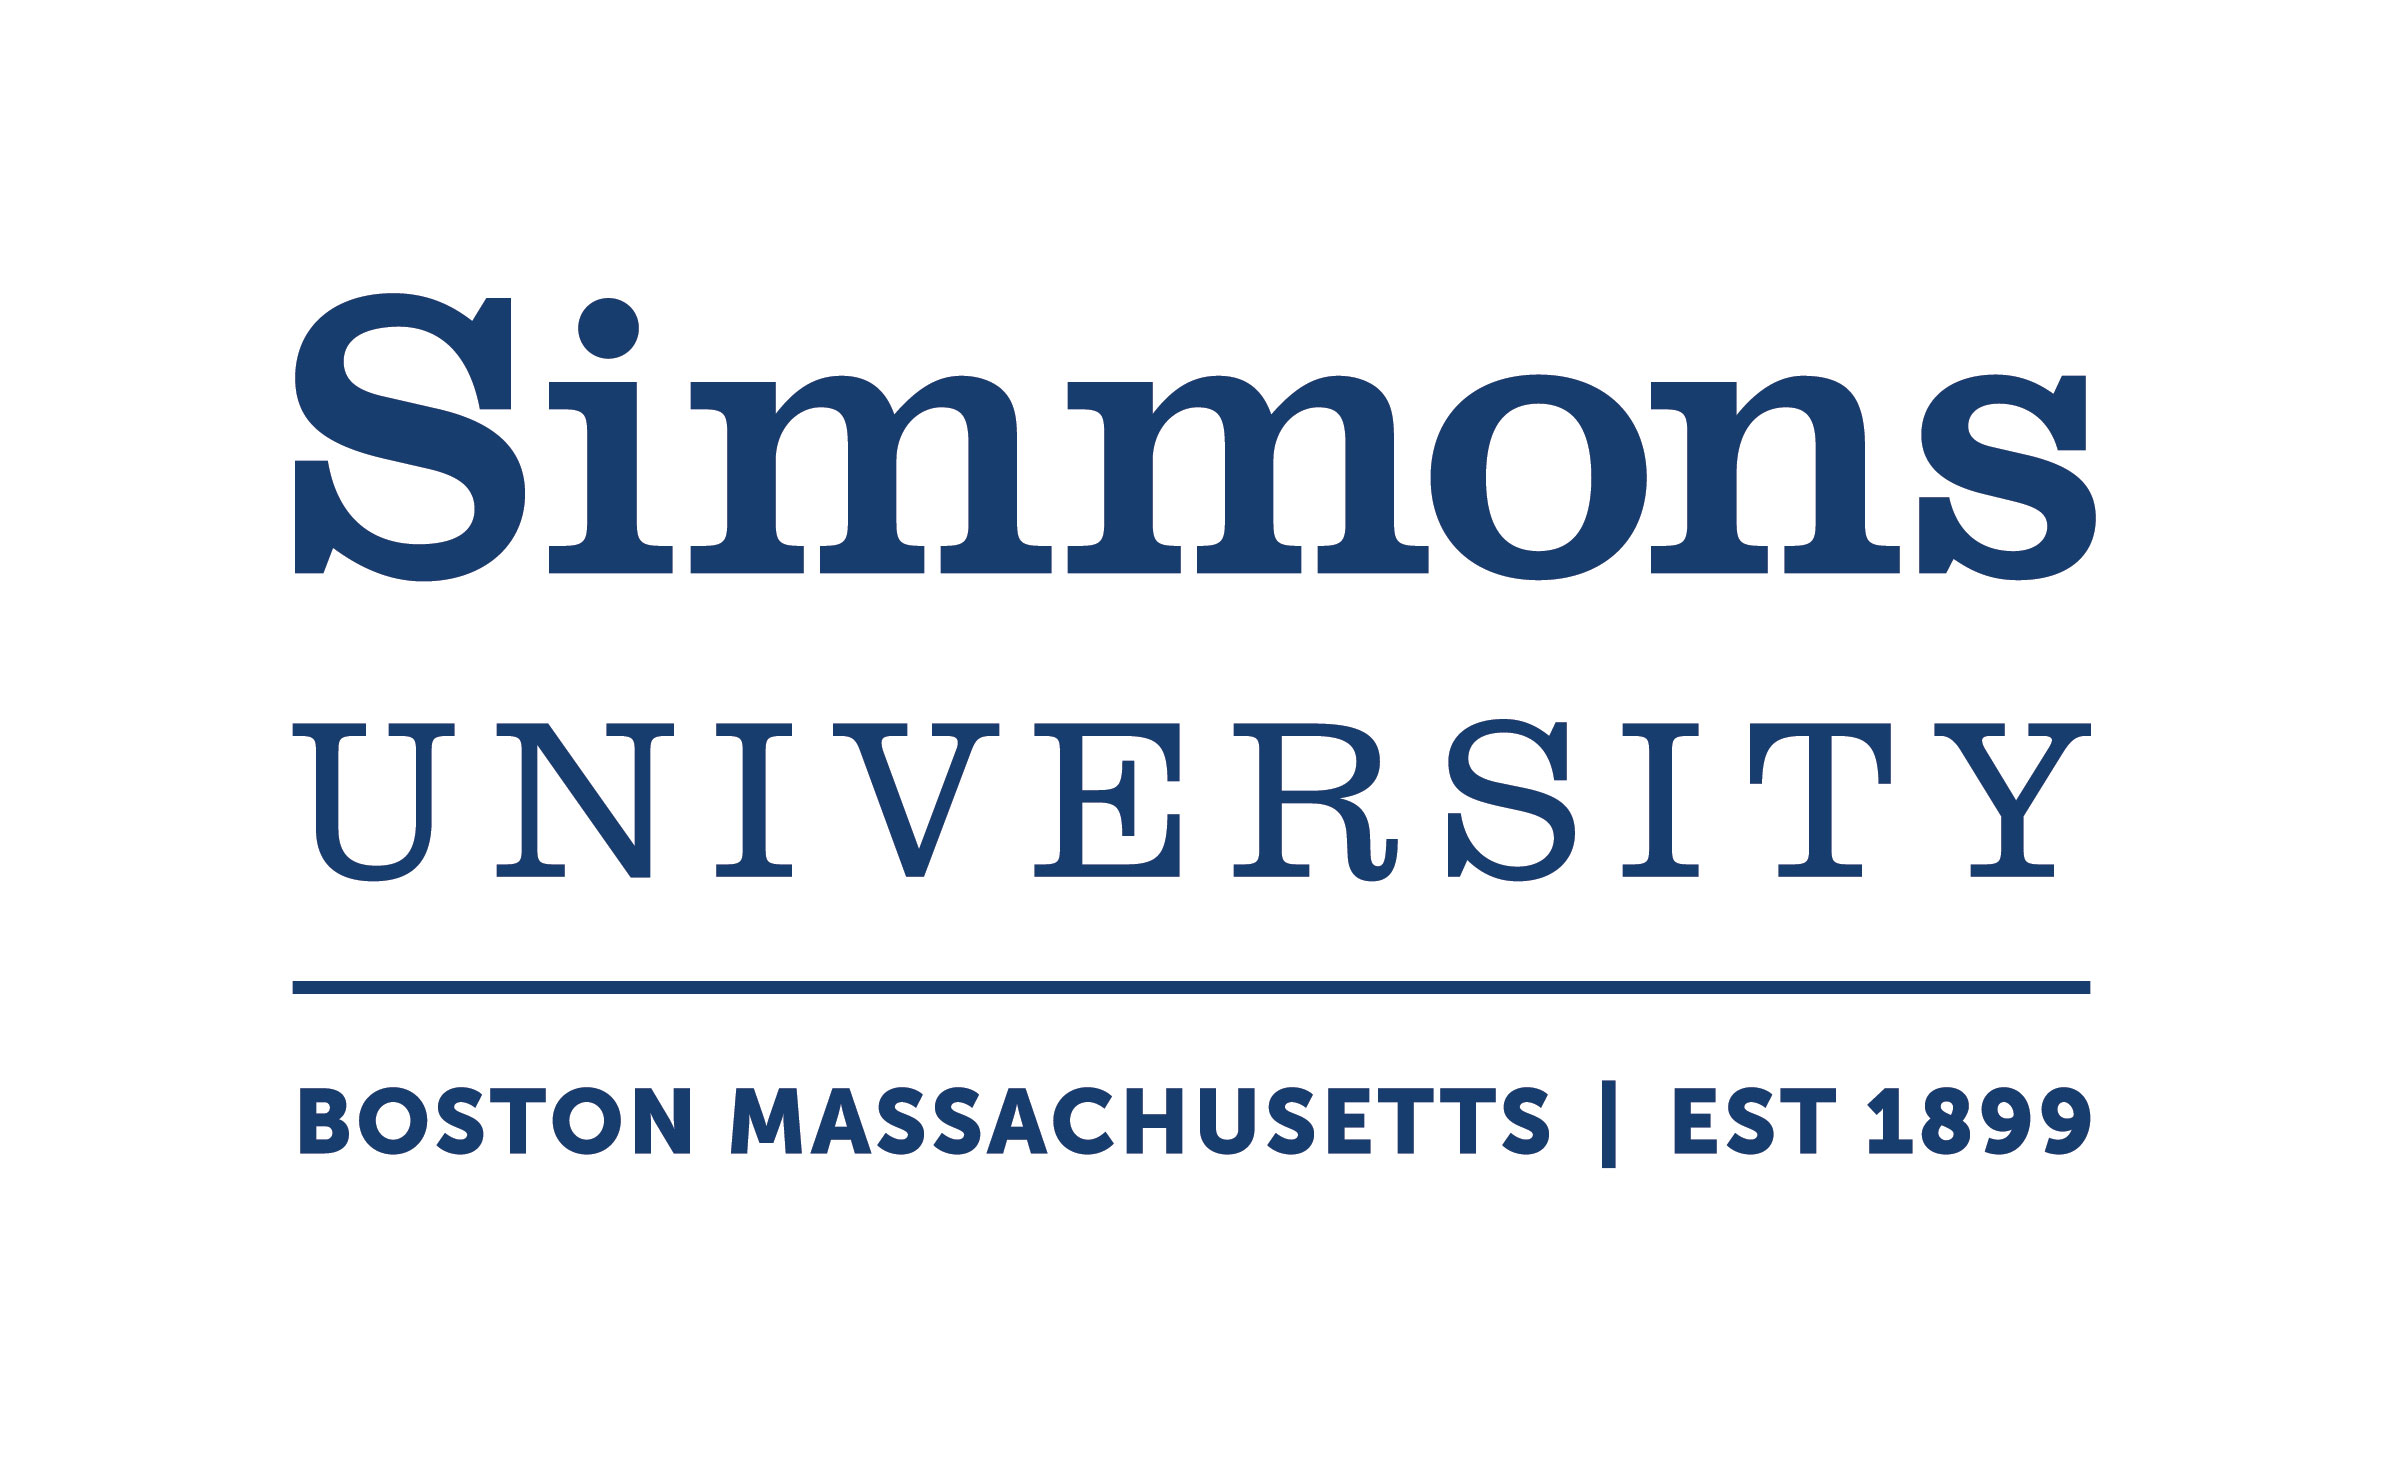 Simmons
UNIVERSITY
BOSTON MASSACHUSETTS | EST 1899